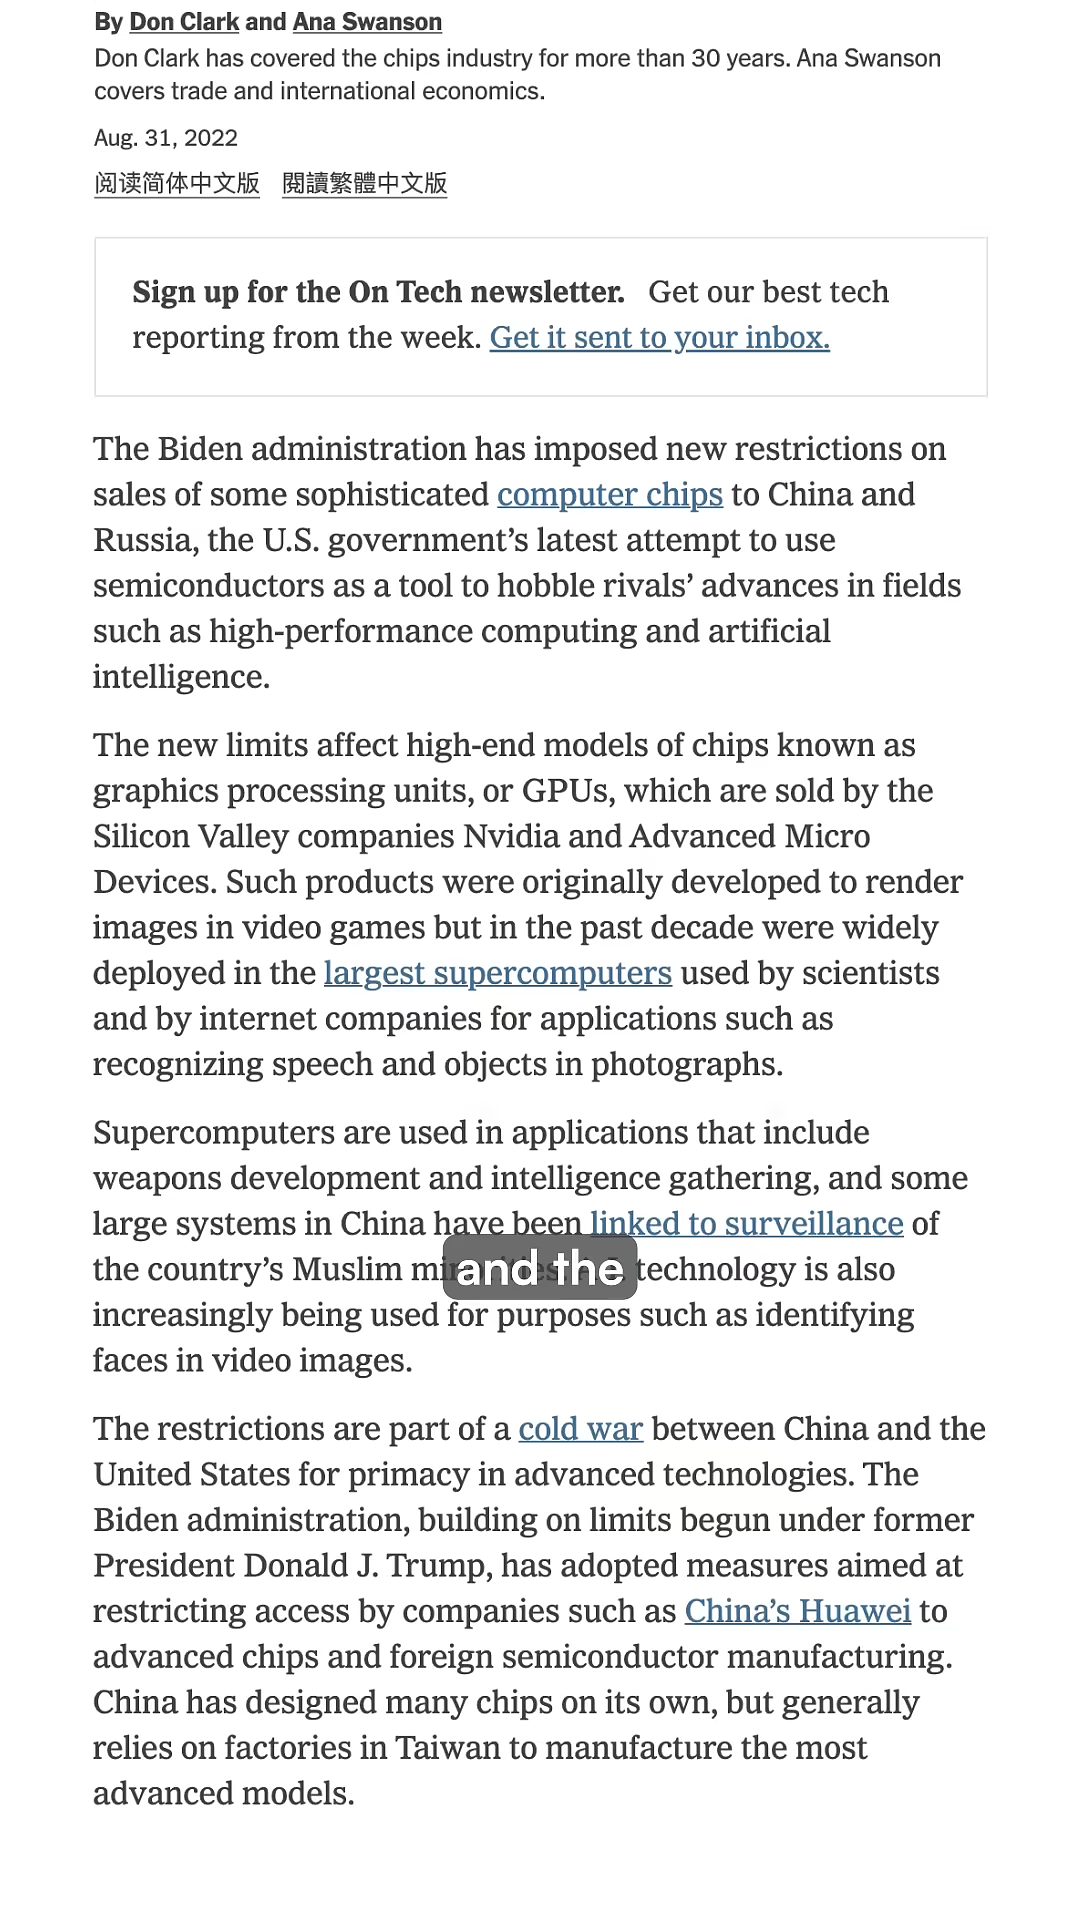 By Don Clark and Ana Swanson
Don Clark has covered the chips industry for more than 30 years. Ana Swanson
covers trade and international economics.
Aug. 31, 2022
阅读简体中文版 閱讀繁體中文版
Sign up for the On Tech newsletter. Get our best tech
reporting from the week. Get it sent to your inbox.
The Biden administration has imposed new restrictions on
sales of some sophisticated computer chips to China and
Russia, the U.S. government’s latest attempt to use
semiconductors as a tool to hobble rivals’ advances in fields
such as high-performance computing and artificial
intelligence.
The new limits affect high-end models of chips known as
graphics processing units, or GPUs, which are sold by the
Silicon Valley companies Nvidia and Advanced Micro
Devices. Such products were originally developed to render
images in video games but in the past decade were widely
deployed in the largest supercomputers used by scientists
and by internet companies for applications such as
recognizing speech and objects in photographs.
Supercomputers are used in applications that include
weapons development and intelligence gathering, and some
large systems in China have been linked to surveillance of
the country’s Muslim technology is also
and the
increasingly being used for purposes such as identifying
faces in video images.
The restrictions are part of a cold war between China and the
United States for primacy in advanced technologies. The
Biden administration, building on limits begun under former
President Donald J. Trump, has adopted measures aimed at
restricting access by companies such as China’s Huawei to
advanced chips and foreign semiconductor manufacturing.
China has designed many chips on its own, but generally
relies on factories in Taiwan to manufacture the most
advanced models.